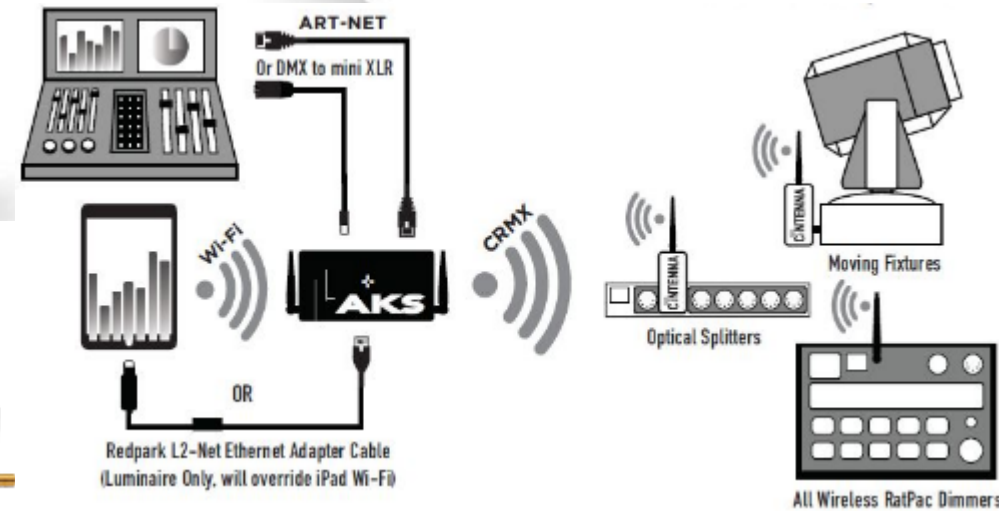 ART-NET
Or DMX to mini XLR
WI-FI
AKS
CRMX
OR
Redpark L2-Net Ethernet Adapter Cable
(Luminaire Only, will override iPad Wi-Fi)
CINTENNA
Moving Fixtures
CINTENNA
Optical Splitters
All Wireless RatPac Dimmers